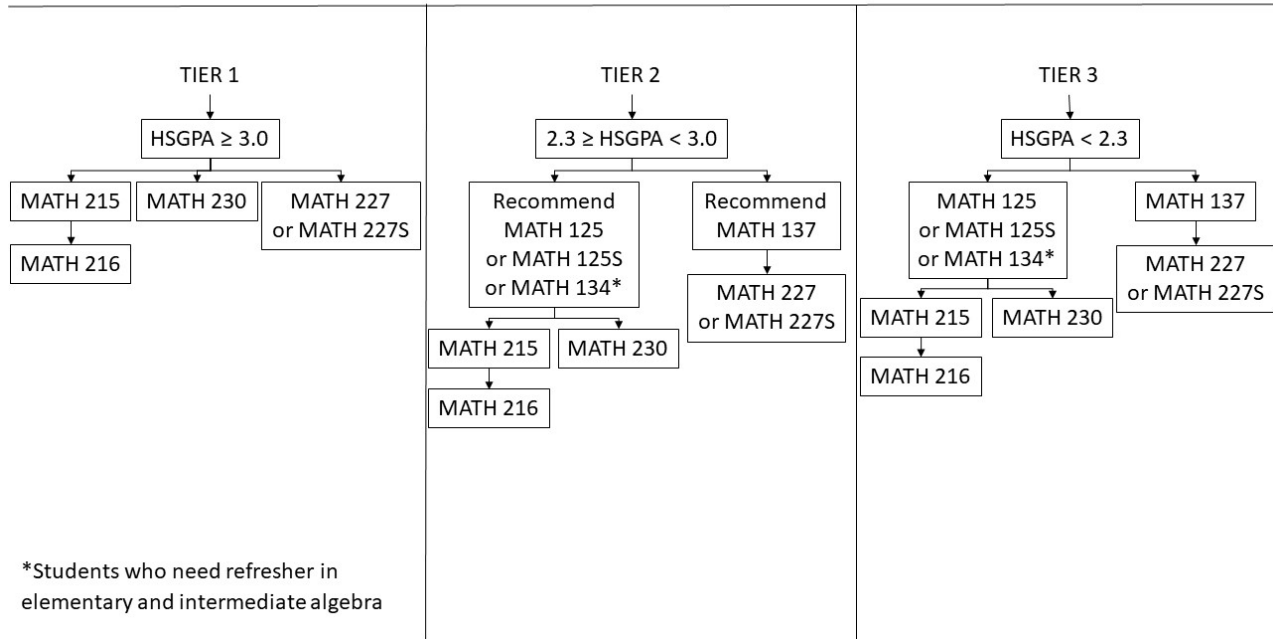 TIER 1
HSGPA ≥ 3.0
MATH 215
MATH 230
MATH 227
or MATH 227S
MATH 216
*Students who need refresher in
elementary and intermediate algebra
TIER 2
2.3 ≥ HSGPA < 3.0
Recommend
MATH 125
or MATH 125S
or MATH 134*
Recommend
MATH 137
MATH 227
or MATH 227S
MATH 215
MATH 230
MATH 216
TIER 3
HSGPA < 2.3
MATH 125
or MATH 125S
or MATH 134*
MATH 137
MATH 227
or MATH 227S
MATH 215
MATH 230
MATH 216